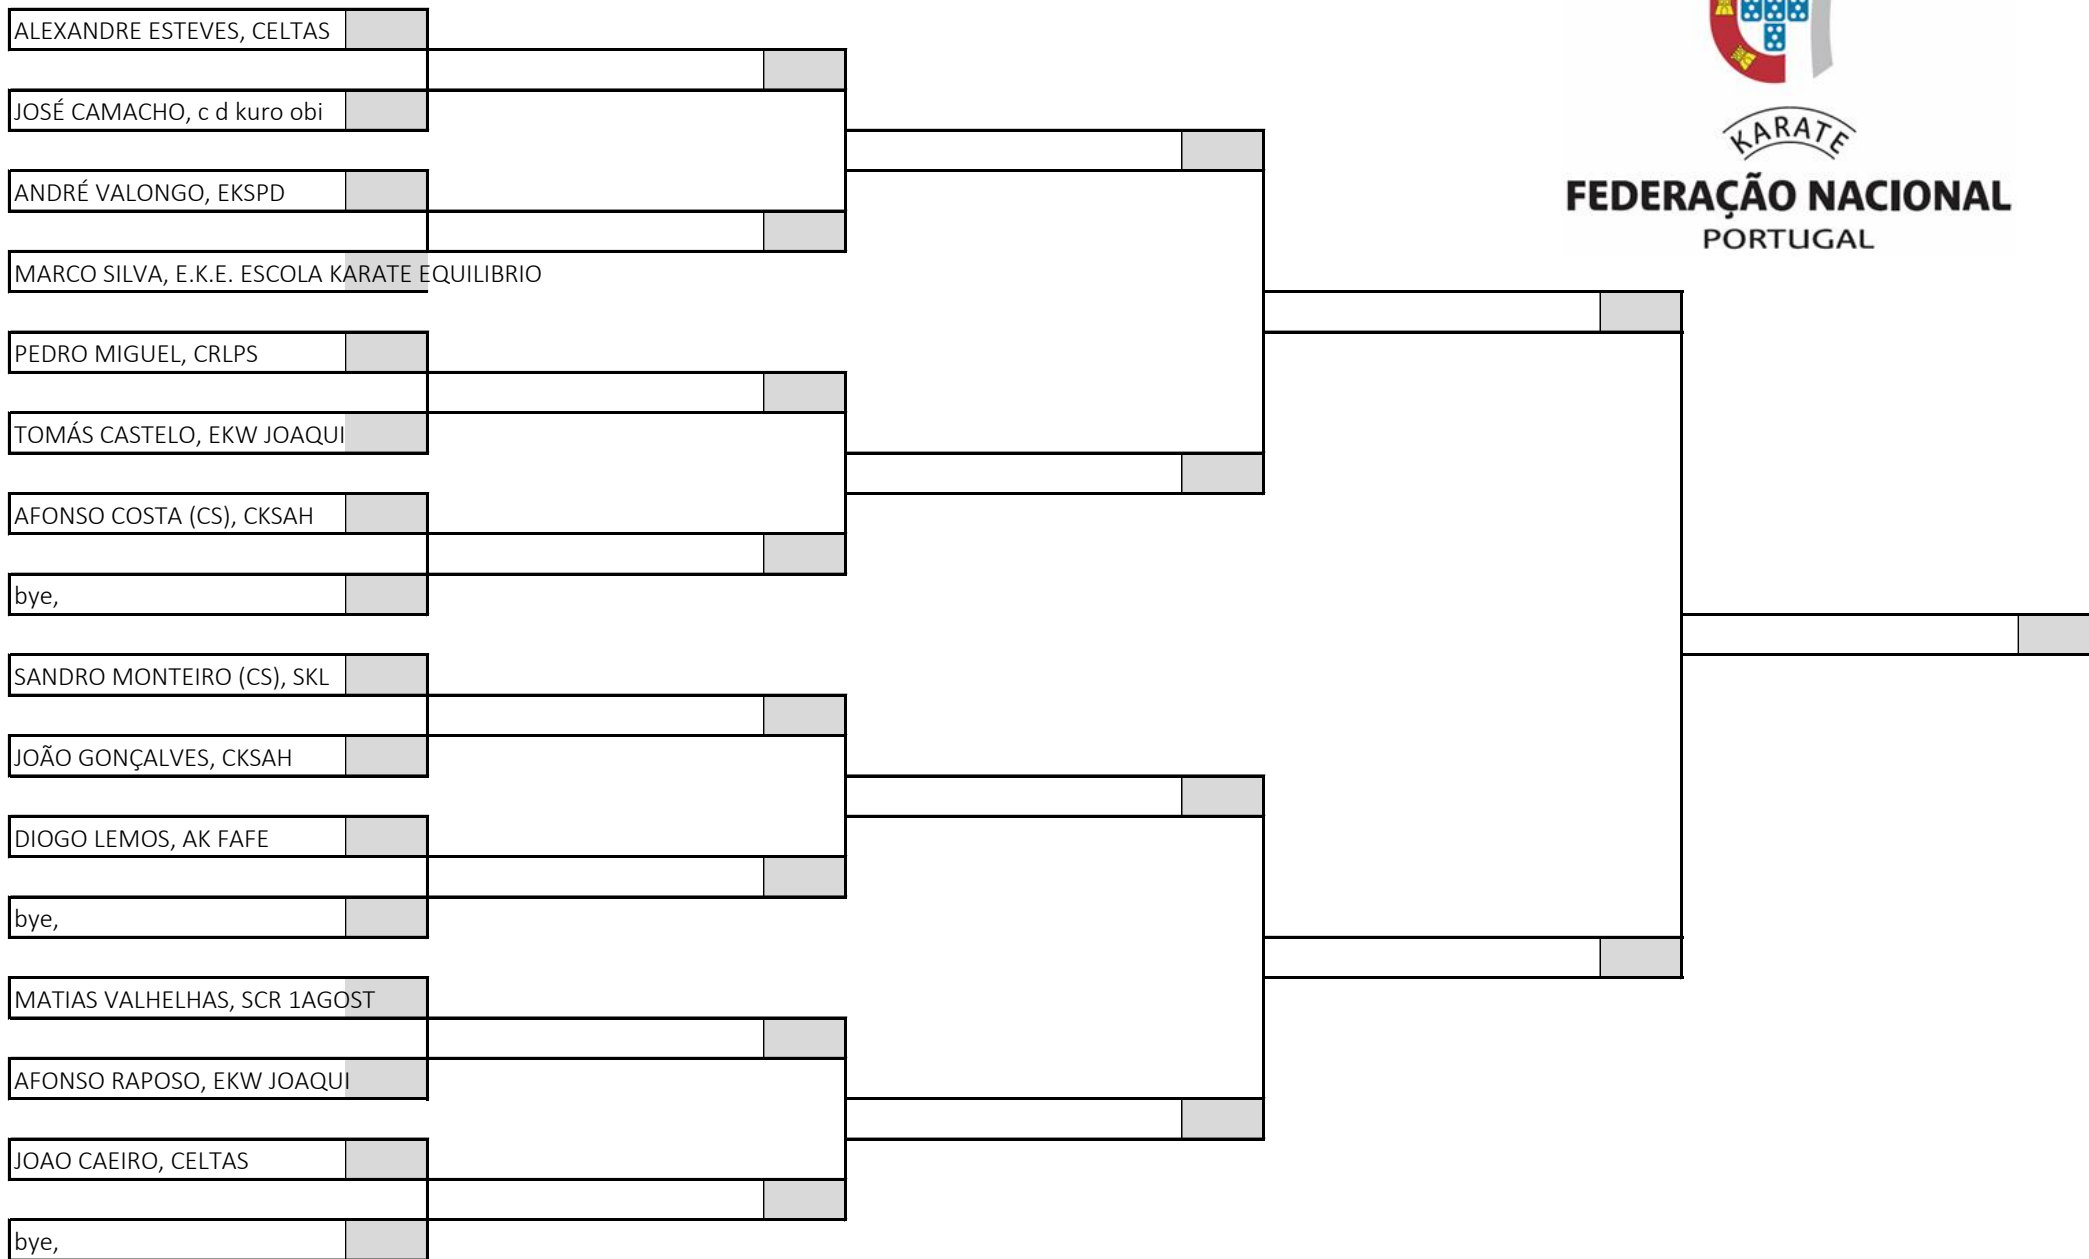 ALEXANDRE ESTEVES, CELTAS
JOSÉ CAMACHO, c d kuro obi
ANDRÉ VALONGO, EKSPD
MARCO SILVA, E.K.E. ESCOLA KARATE EQUILIBRIO
PEDRO MIGUEL, CRLPS
TOMÁS CASTELO, EKW JOAQUI
AFONSO COSTA (CS), CKSAH
bye,
SANDRO MONTEIRO (CS), SKL
JOÃO GONÇALVES, CKSAH
DIOGO LEMOS, AK FAFE
bye,
MATIAS VALHELHAS, SCR 1AGOST
AFONSO RAPOSO, EKW JOAQUI
JOAO CAEIRO, CELTAS
bye,
KARATE
FEDERAÇÃO NACIONAL
PORTUGAL